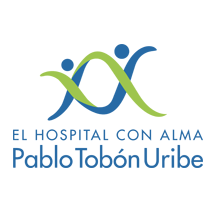 EL HOSPITAL CON ALMA
Pablo Tobón Uribe